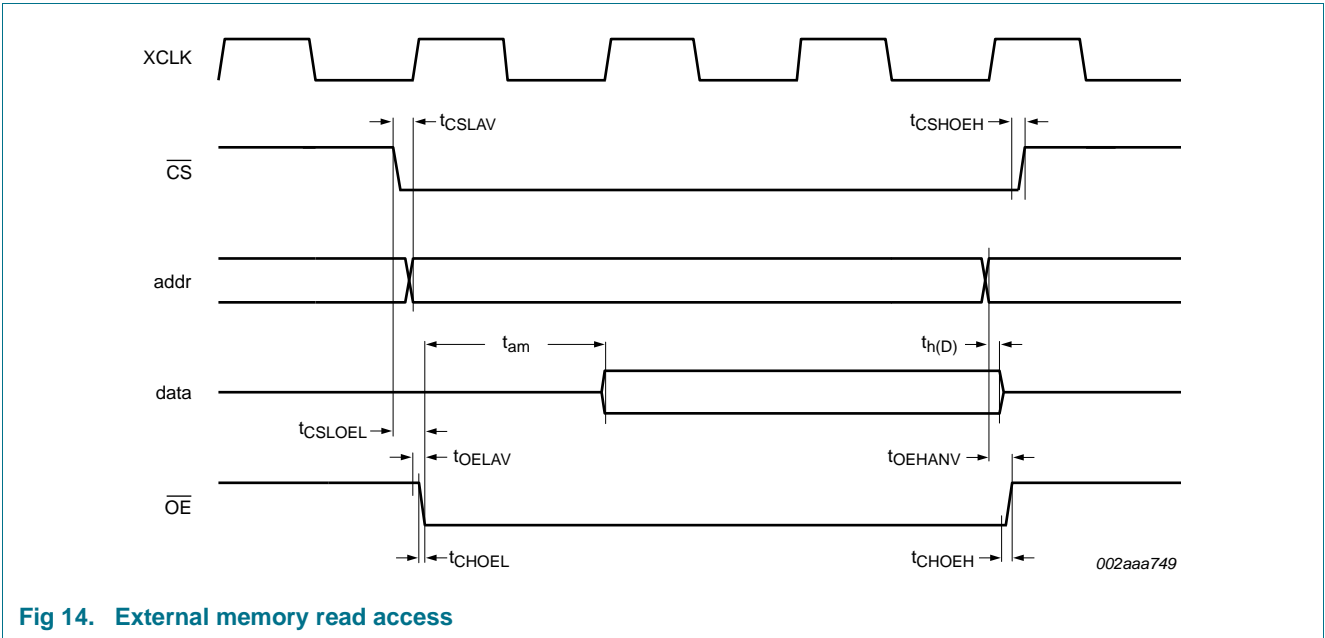 XCLK
tCSLAV
tCSHOEH
CS
addr
tam
th(D)
data
tCSLOEL
tOELAV
tOEHANV
OE
tCHOEL
tCHOEH
002aaa749
Fig 14. External memory read access